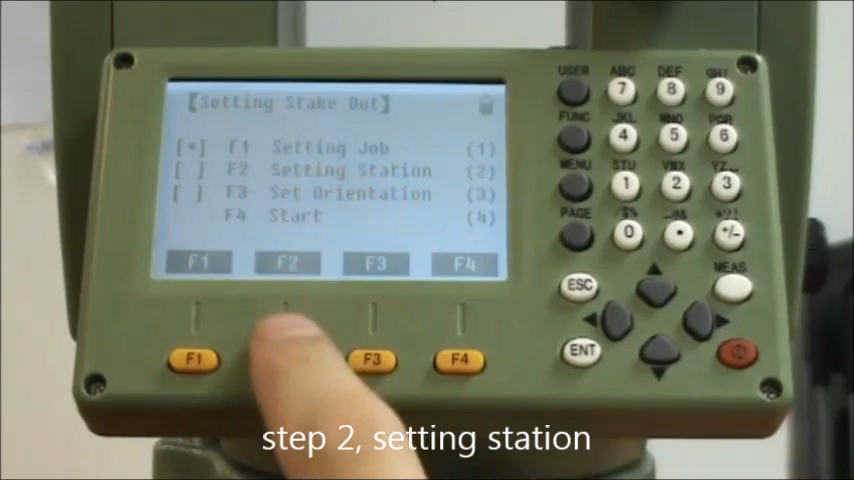 【Setting Stake Out】
[*] F1 Setting Job (1)
[ ] F2 Setting Station (2)
[ ] F3 Set Orientation (3)
F4 Start (4)
F1 F2 F3 F4
USER ABC DEF GHI
7 8 9
FUNC JKL MNO PQR
4 5 6
MENU STU VWX YZ
1 2 3
PAGE /$% *?!
0 • +/-
ESC MEAS
ENT
F1 F3 F4
step 2, setting station